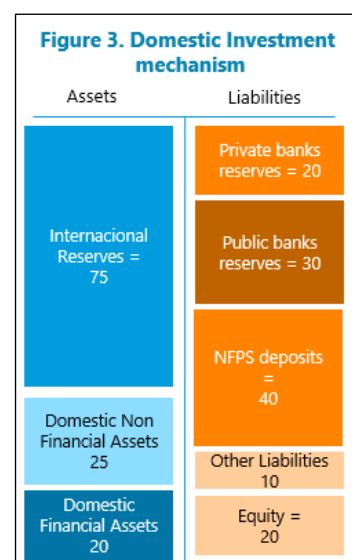 Figure 3. Domestic Investment
mechanism
Assets
Liabilities
Internacional
Reserves =
75
Domestic Non
Financial Assets
25
Domestic
Financial Assets
20
Private banks
reserves = 20
Public banks
reserves = 30
NFPS deposits
=
40
Other Liabilities
10
Equity =
20